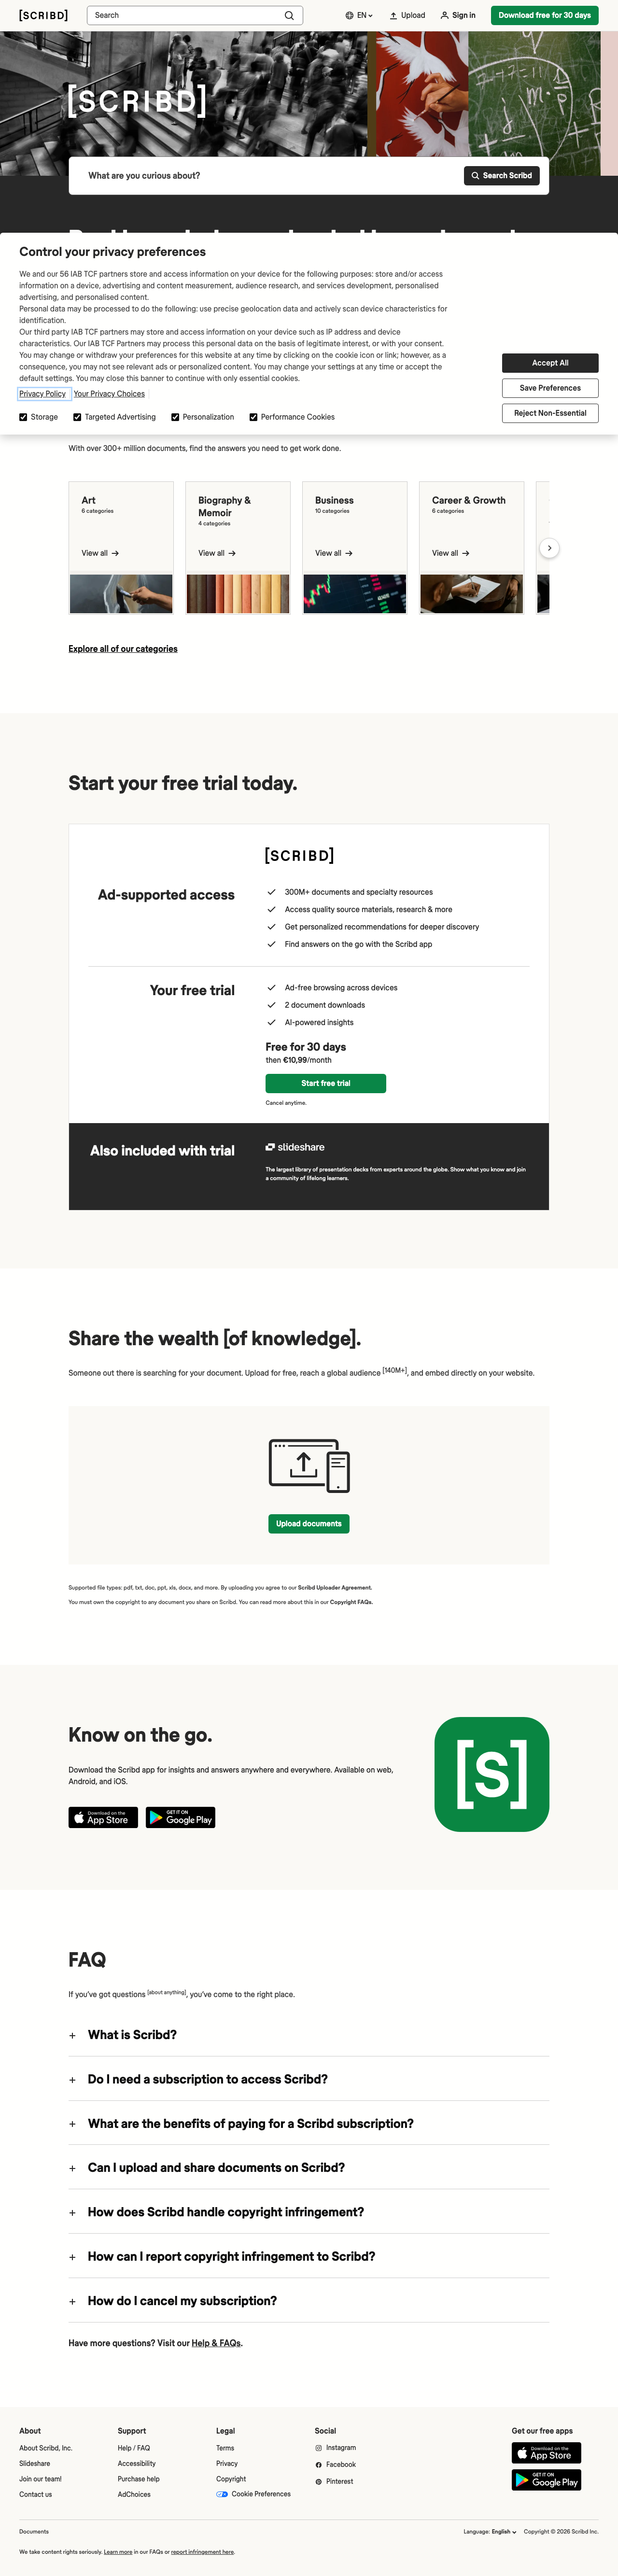 [SCRIBD]
Search
EN
Upload
Sign in
Download free for 30 days
[SCRIBD]
What are you curious about?
Search Scribd
Control your privacy preferences
We and our 56 IAB TCF partners store and access information on your device for the following purposes: store and/or access
information on a device, advertising and content measurement, audience research, and services development, personalised
advertising, and personalised content.
Personal data may be processed to do the following: use precise geolocation data and actively scan device characteristics for
identification.
Our third party IAB TCF partners may store and access information on your device such as IP address and device
characteristics. Our IAB TCF Partners may process this personal data on the basis of legitimate interest, or with your consent.
You may change or withdraw your preferences for this website at any time by clicking on the cookie icon or link; however, as a
consequence, you may not see relevant ads or personalized content. You may change your settings at any time or accept the
default settings. You may close this banner to continue with only essential cookies.
Privacy Policy
Your Privacy Choices
Storage
Targeted Advertising
Personalization
Performance Cookies
Accept All
Save Preferences
Reject Non-Essential
With over 300+ million documents, find the answers you need to get work done.
Art
6 categories
View all
Biography &
Memoir
4 categories
View all
Business
10 categories
View all
Career & Growth
6 categories
View all
Explore all of our categories
Start your free trial today.
[SCRIBD]
Ad-supported access
300M+ documents and specialty resources
Access quality source materials, research & more
Get personalized recommendations for deeper discovery
Find answers on the go with the Scribd app
Your free trial
Ad-free browsing across devices
2 document downloads
AI-powered insights
Free for 30 days
then €10,99/month
Start free trial
Cancel anytime.
Also included with trial
slideshare
The largest library of presentation decks from experts around the globe. Show what you know and join
a community of lifelong learners.
Share the wealth [of knowledge].
Someone out there is searching for your document. Upload for free, reach a global audience [140M+], and embed directly on your website.
Upload documents
Supported file types: pdf, txt, doc, ppt, xls, docx, and more. By uploading you agree to our Scribd Uploader Agreement.
You must own the copyright to any document you share on Scribd. You can read more about this in our Copyright FAQs.
Know on the go.
Download the Scribd app for insights and answers anywhere and everywhere. Available on web,
Android, and iOS.
Download on the
App Store
GET IT ON
Google Play
[S]
FAQ
If you've got questions [about anything], you've come to the right place.
What is Scribd?
Do I need a subscription to access Scribd?
What are the benefits of paying for a Scribd subscription?
Can I upload and share documents on Scribd?
How does Scribd handle copyright infringement?
How can I report copyright infringement to Scribd?
How do I cancel my subscription?
Have more questions? Visit our Help & FAQs.
About
About Scribd, Inc.
Slideshare
Join our team!
Contact us
Support
Help / FAQ
Accessibility
Purchase help
AdChoices
Legal
Terms
Privacy
Copyright
Cookie Preferences
Social
Instagram
Facebook
Pinterest
Get our free apps
Download on the
App Store
GET IT ON
Google Play
Documents
Language: English
Copyright © 2026 Scribd Inc.
We take content rights seriously. Learn more in our FAQs or report infringement here.